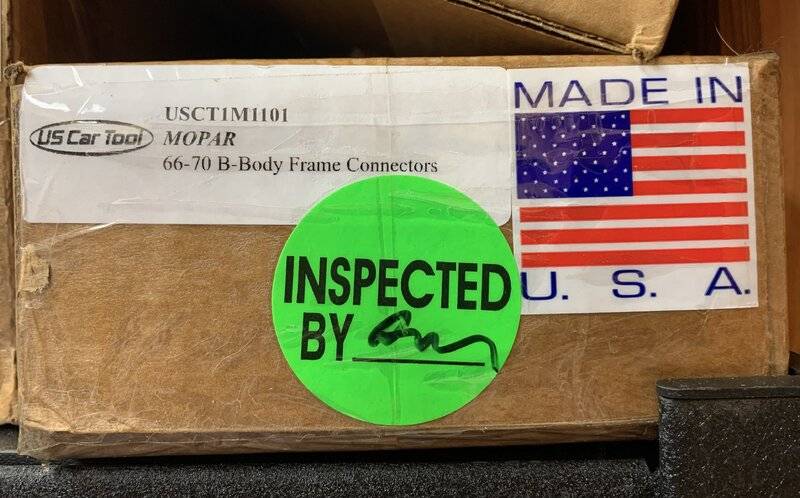 US Car Tool
USCT1M1101
MOPAR
66-70 B-Body Frame Connectors
MADE IN
U. S. A.
INSPECTED
BY